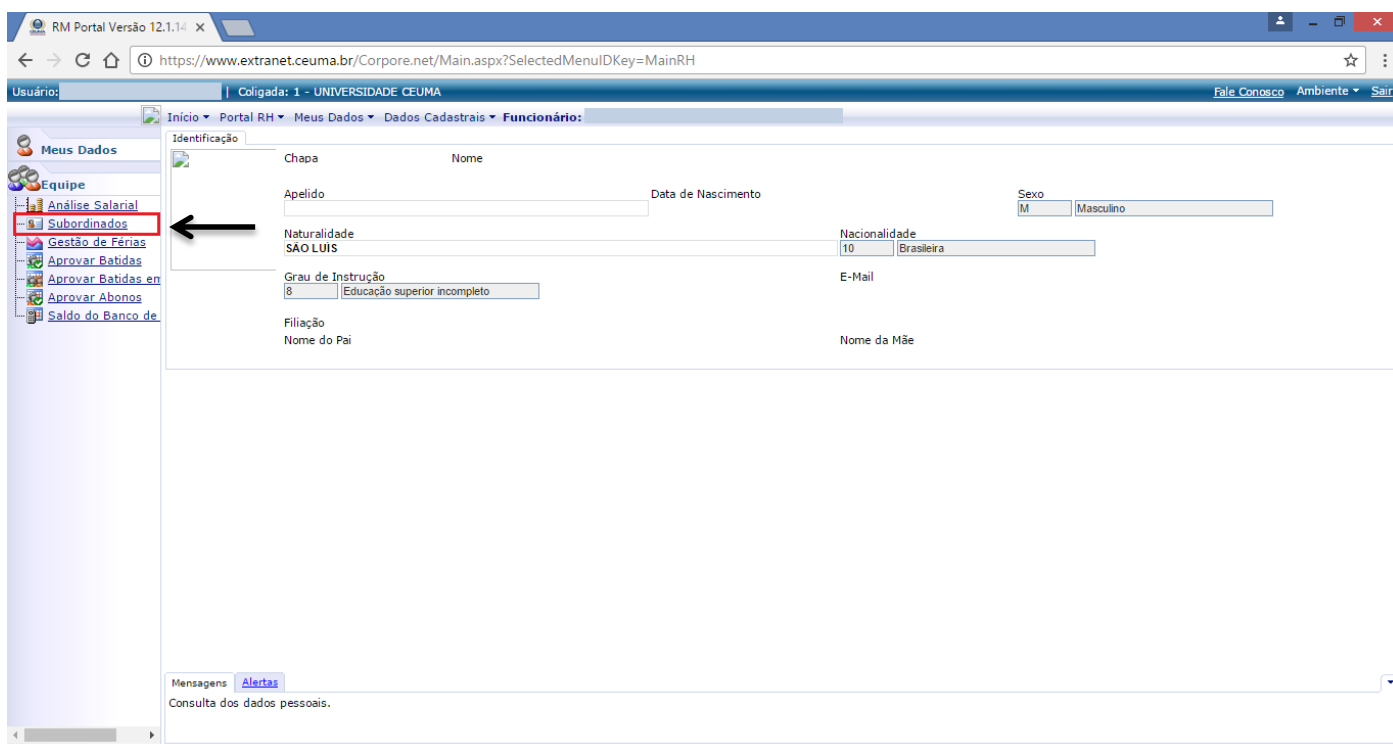 RM Portal Versão 12.1.14
https://www.extranet.ceuma.br/Corpore.net/Main.aspx?SelectedMenuIDKey=MainRH
Usuário: | Coligada: 1 - UNIVERSIDADE CEUMA Fale Conosco Ambiente Sair
Início Portal RH Meus Dados Dados Cadastrais Funcionário:
Meus Dados
Equipe
Análise Salarial
Subordinados
Gestão de Férias
Aprovar Batidas
Aprovar Batidas em
Aprovar Abonos
Saldo do Banco de
Identificação
Chapa Nome
Apelido Data de Nascimento Sexo
M Masculino
Naturalidade Nacionalidade
SÃO LUÍS 10 Brasileira
Grau de Instrução E-Mail
8 Educação superior incompleto
Filiação
Nome do Pai Nome da Mãe
Mensagens Alertas
Consulta dos dados pessoais.